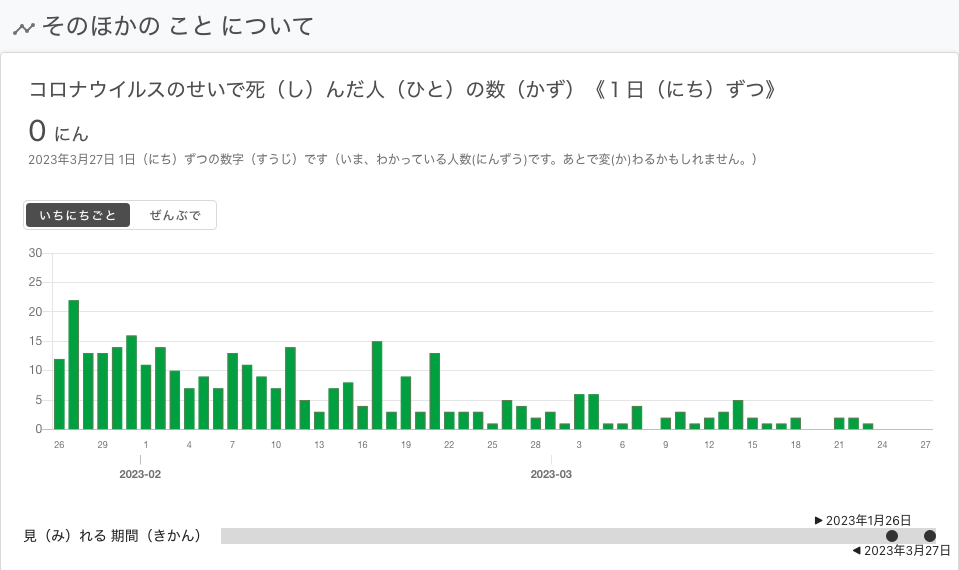 そのほかの こと について
コロナウイルスのせいで死（し）んだ人（ひと）の数（かず）《１日（にち）ずつ》
0 にん
2023年3月27日 1日（にち）ずつの数字（すうじ）です（いま、わかっている人数(にんずう)です。あとで変(か)わるかもしれません。）
いちにちごと ぜんぶで
30
25
20
15
10
5
0
26 29 1 4 7 10 13 16 19 22 25 28 3 6 9 12 15 18 21 24 27
2023-02 2023-03
▶ 2023年1月26日
見（み）れる 期間（きかん）
◀ 2023年3月27日